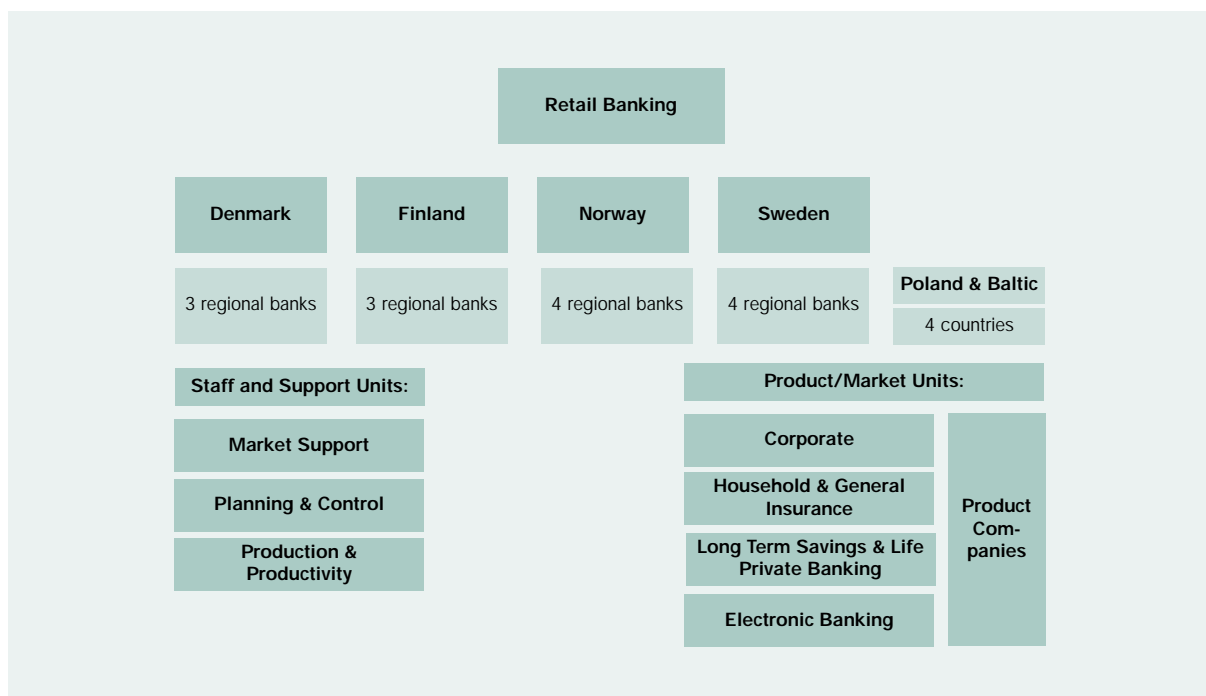 Retail Banking
Denmark
Finland
Norway
Sweden
3 regional banks
3 regional banks
4 regional banks
4 regional banks
Poland & Baltic
4 countries
Staff and Support Units:
Market Support
Planning & Control
Production &
Productivity
Product/Market Units:
Corporate
Household & General
Insurance
Long Term Savings & Life
Private Banking
Electronic Banking
Product
Com-
panies